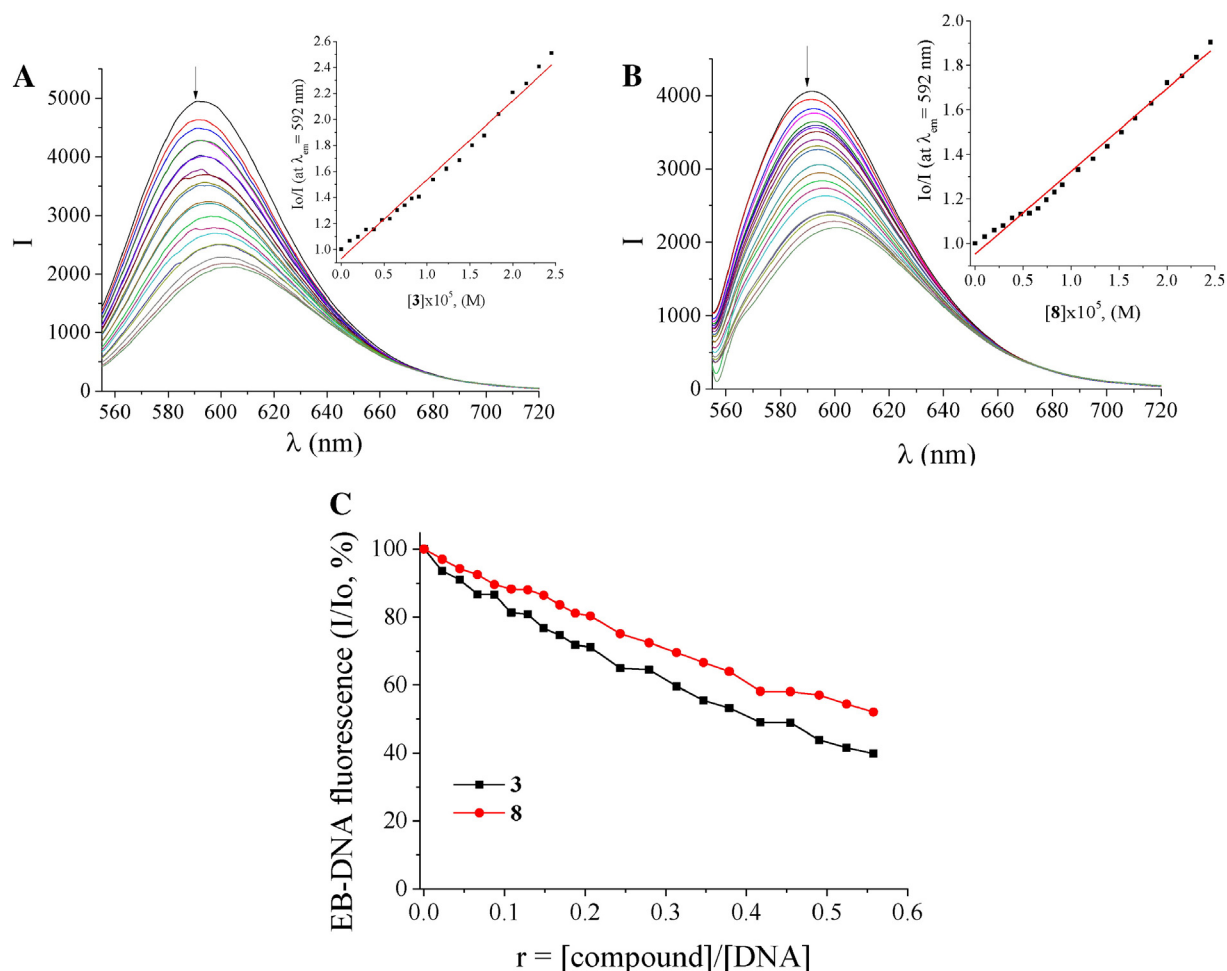 A
I
5000
4000
3000
2000
1000
0
560 580 600 620 640 660 680 700 720
λ (nm)
Io/I (at λem= 592 nm)
2.6
2.4
2.2
2.0
1.8
1.6
1.4
1.2
1.0
0.0 0.5 1.0 1.5 2.0 2.5
[3]x10⁵, (M)
B
I
4000
3000
2000
1000
0
560 580 600 620 640 660 680 700 720
λ (nm)
Io/I (at λem= 592 nm)
2.0
1.8
1.6
1.4
1.2
1.0
0.0 0.5 1.0 1.5 2.0 2.5
[8]x10⁵, (M)
C
EB-DNA fluorescence (I/Io, %)
100
80
60
40
20
0
3
8
0.0 0.1 0.2 0.3 0.4 0.5 0.6
r = [compound]/[DNA]